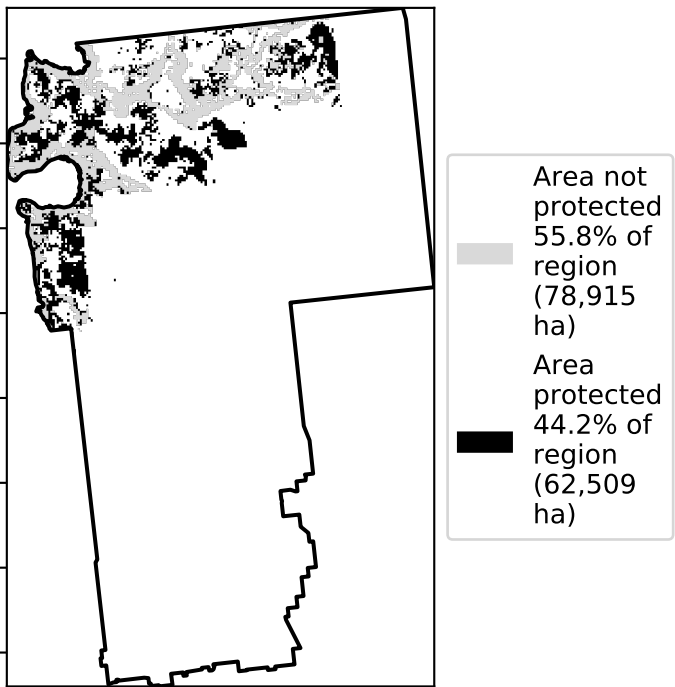 Area not
protected
55.8% of
region
(78,915
ha)
Area
protected
44.2% of
region
(62,509
ha)